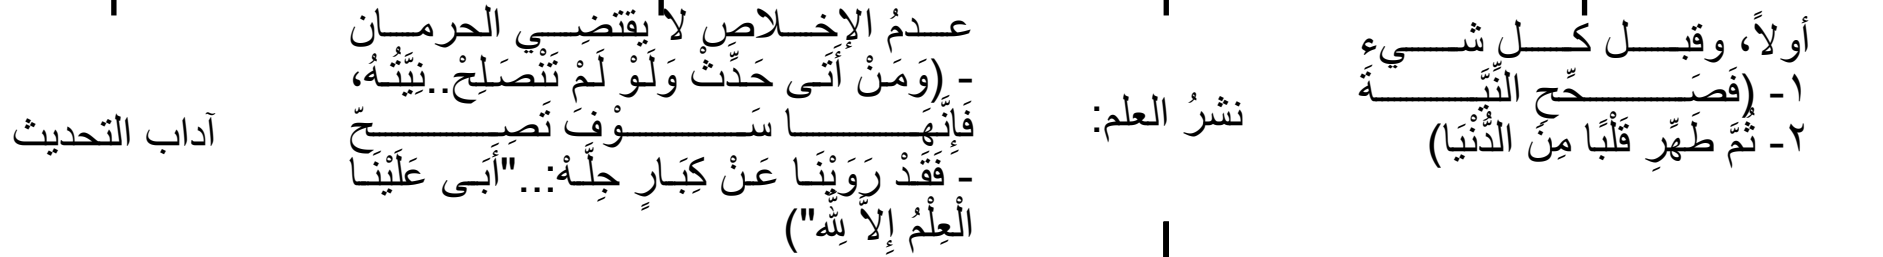 أولاً، وقبل كل شيء
١- (فَصَحِّحِ النِّيَّةَ
٢- ثُمَّ طَهِّرِ قَلْبًا مِنَ الدُّنْيَا)
نشرُ العلم:
عدمُ الإخلاصِ لا يقتضِي الحرمان
- (وَمَنْ أَتَى حَدِّثْ وَلَوْ لَمْ تَنْصَلِحْ..نِيَّتُهُ،
فَإِنَّهَا سَوْفَ تَصِحّ
- فَقَدْ رَوَيْنَا عَنْ كِبَارٍ جِلَّهْ:..."أَبَى عَلَيْنَا
الْعِلْمُ إِلاَّ لِلَّه")
آداب التحديث